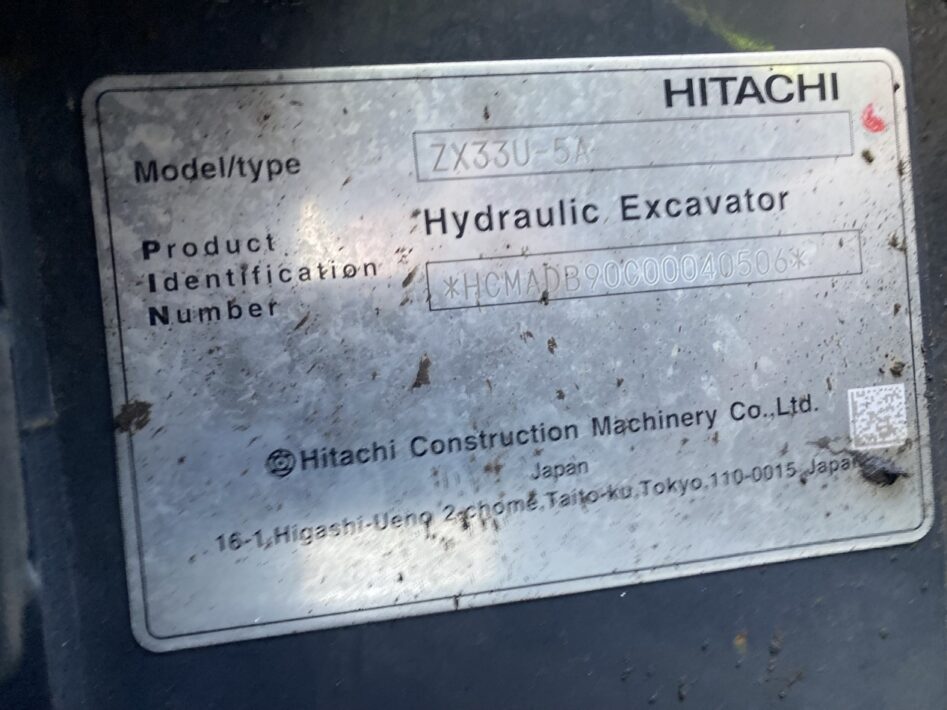 HITACHI
Model/type ZX33U-5A
Hydraulic Excavator
Product
Identification
Number
*HCMADB90C00040506*
Hitachi Construction Machinery Co.,Ltd.
Japan
16-1,Higashi-Ueno 2-chome,Taito-ku,Tokyo,110-0015,Japan